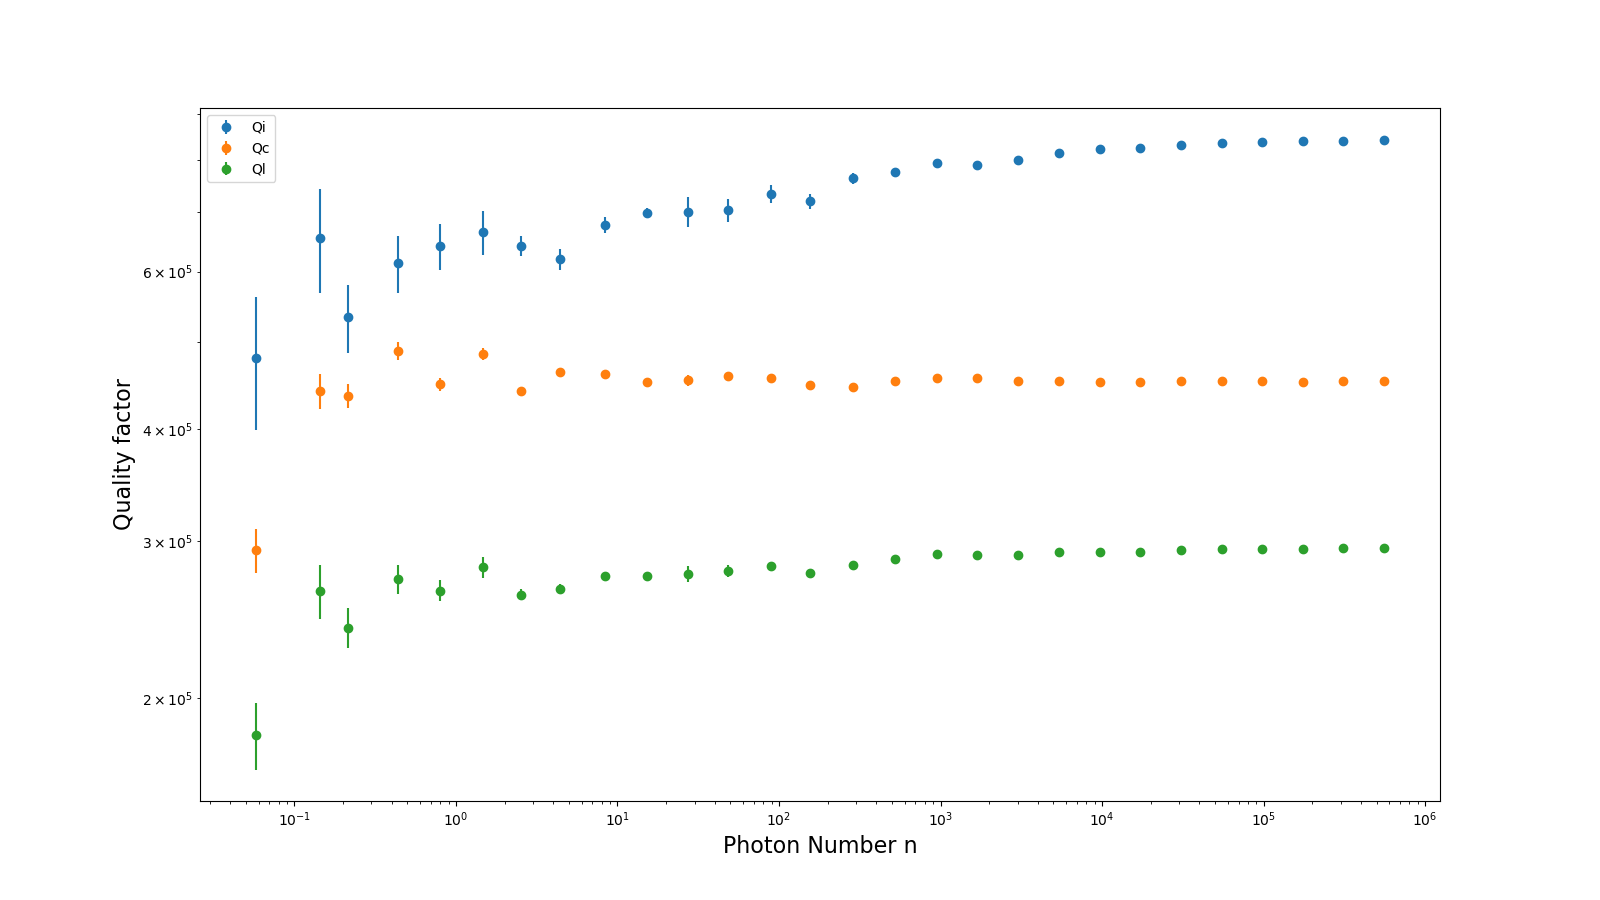 Qi
Qc
Ql
6 × 10⁵
4 × 10⁵
3 × 10⁵
2 × 10⁵
Quality factor
10⁻¹
10⁰
10¹
10²
10³
10⁴
10⁵
10⁶
Photon Number n